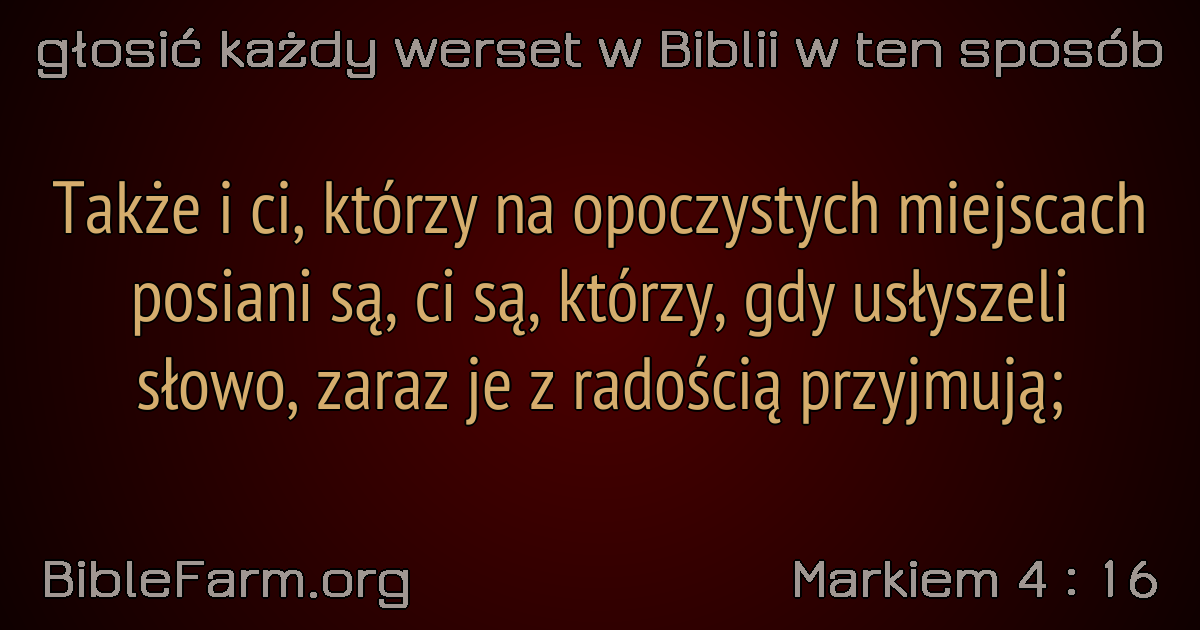 głosić każdy werset w Biblii w ten sposób
Także i ci, którzy na opoczystych miejscach
posiani są, ci są, którzy, gdy usłyszeli
słowo, zaraz je z radością przyjmują;
BibleFarm.org
Markiem 4 : 16